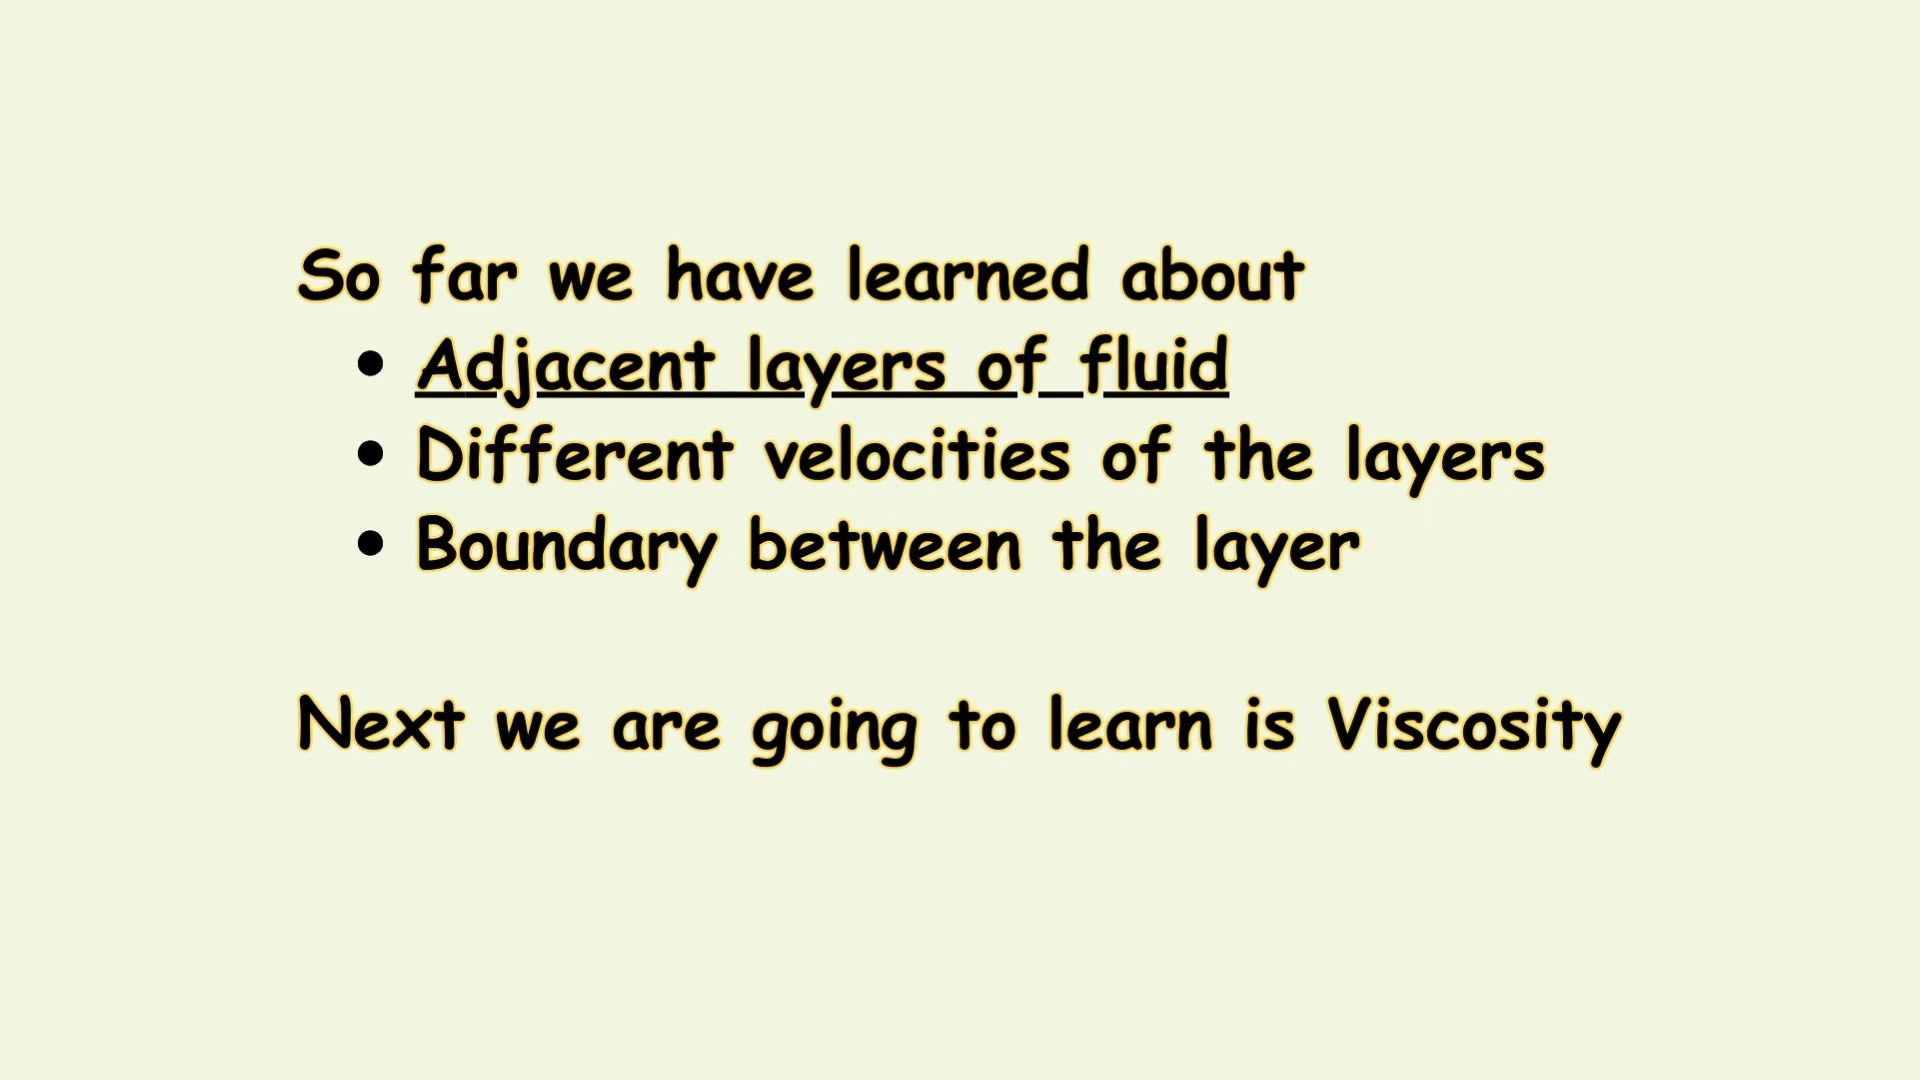 So far we have learned about
• Adjacent layers of fluid
• Different velocities of the layers
• Boundary between the layer
Next we are going to learn is Viscosity